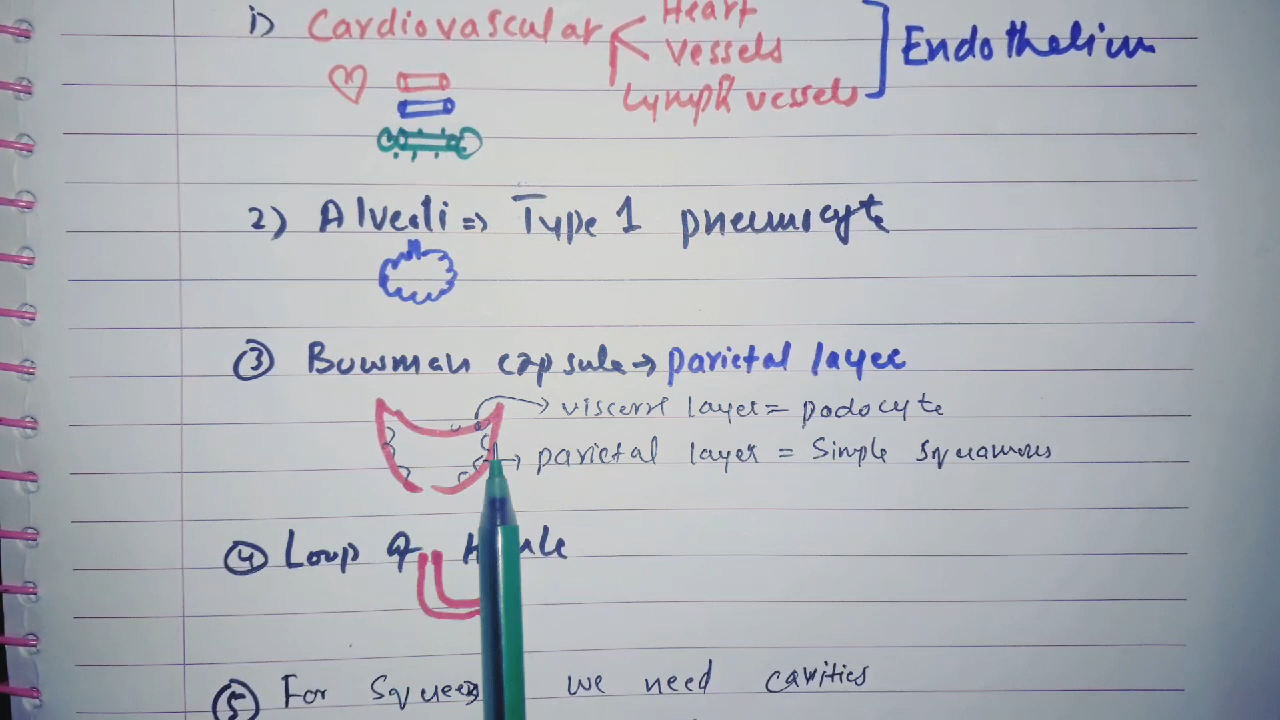 1) Cardiovascular Heart
Vessels
Lymph vessels
Endothelium
2) Alveoli => Type 1 pneumocyte
③ Bowman capsule → parietal layer
→ visceral layer = podocyte
→ parietal layer = Simple squamous
④ Loop of
⑤ For we need cavities